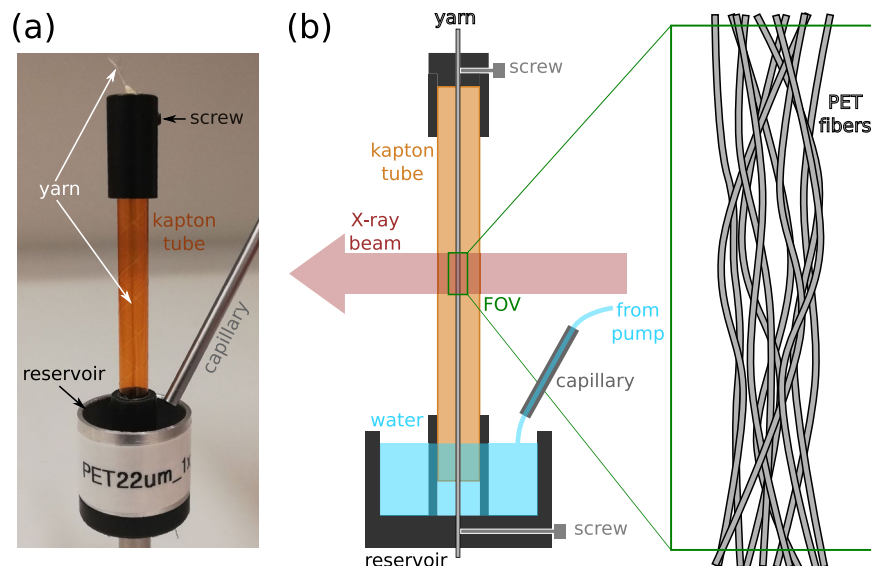 (a)
yarn
screw
kapton
tube
capillary
reservoir
PET22um_1x
(b)
yarn
screw
kapton
tube
X-ray
beam
FOV
from
pump
capillary
water
screw
reservoir
PET
fibers